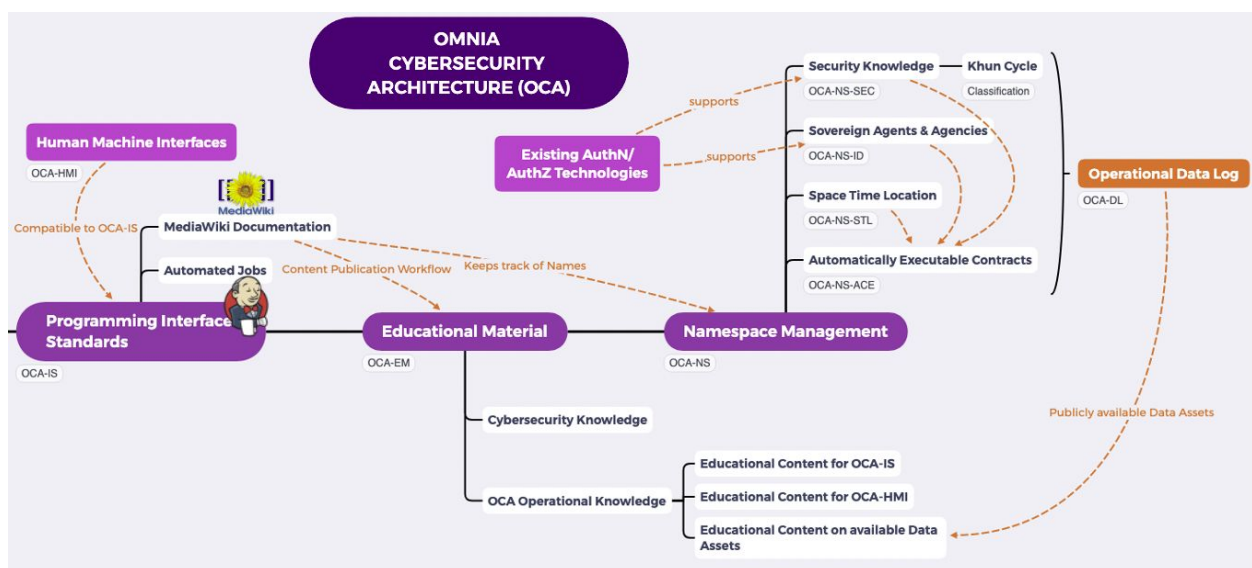 OMNIA
CYBERSECURITY
ARCHITECTURE (OCA)
Human Machine Interfaces
OCA-HMI
Compatible to OCA-IS
[[ ]]
MediaWiki
MediaWiki Documentation
Automated Jobs
Content Publication Workflow
Keeps track of Names
Programming Interface
Standards
OCA-IS
Educational Material
OCA-EM
Namespace Management
OCA-NS
Existing AuthN/
AuthZ Technologies
supports
supports
Security Knowledge
OCA-NS-SEC
Khun Cycle
Classification
Sovereign Agents & Agencies
OCA-NS-ID
Space Time Location
OCA-NS-STL
Automatically Executable Contracts
OCA-NS-ACE
Operational Data Log
OCA-DL
Publicly available Data Assets
Cybersecurity Knowledge
OCA Operational Knowledge
Educational Content for OCA-IS
Educational Content for OCA-HMI
Educational Content on available Data
Assets